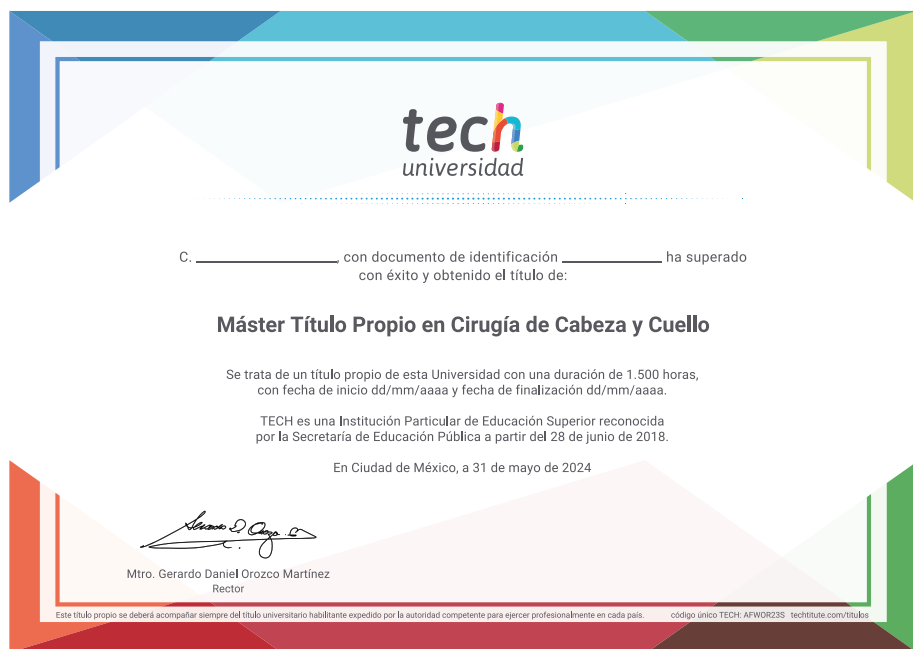 tech
universidad
C. ____________, con documento de identificación ____________ ha superado
con éxito y obtenido el título de:
Máster Título Propio en Cirugía de Cabeza y Cuello
Se trata de un título propio de esta Universidad con una duración de 1.500 horas,
con fecha de inicio dd/mm/aaaa y fecha de finalización dd/mm/aaaa.
TECH es una Institución Particular de Educación Superior reconocida
por la Secretaría de Educación Pública a partir del 28 de junio de 2018.
En Ciudad de México, a 31 de mayo de 2024
Mtro. Gerardo Daniel Orozco Martínez
Rector
Este título propio se deberá acompañar siempre del título universitario habilitante expedido por la autoridad competente para ejercer profesionalmente en cada país. código único TECH: AFWOR23S techtitute.com/titulos